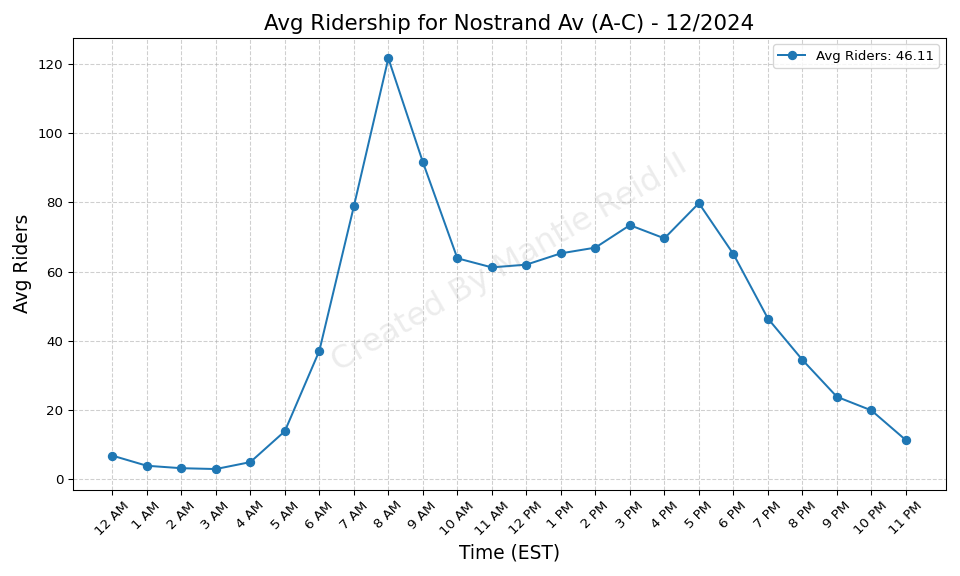 Avg Ridership for Nostrand Av (A-C) - 12/2024
Avg Riders: 46.11
Avg Riders
120
100
80
60
40
20
0
Created By Mantle Reid II
12 AM
1 AM
2 AM
3 AM
4 AM
5 AM
6 AM
7 AM
8 AM
9 AM
10 AM
11 AM
12 PM
1 PM
2 PM
3 PM
4 PM
5 PM
6 PM
7 PM
8 PM
9 PM
10 PM
11 PM
Time (EST)